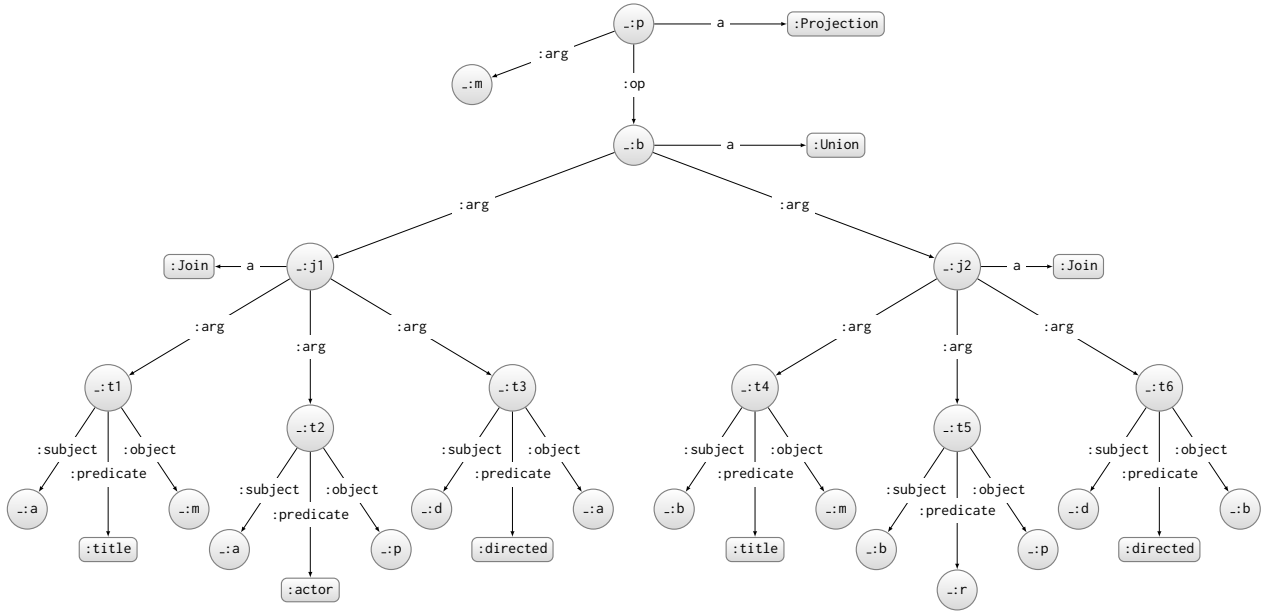 _:p a :Projection
:arg
_:m :op
_:b a :Union
:arg :arg
:Join a _:j1 _:j2 a :Join
:arg :arg :arg :arg
:arg :arg
_:t1 _:t3 _:t4 _:t6
_:t2 _:t5
:subject :object :subject :object :subject :object :subject :object
:predicate :predicate :predicate :predicate
:subject :object :subject :object
_:a _:m _:d _:a _:b _:m _:d _:b
:predicate :predicate
:title _:a _:p :directed :title _:b _:p :directed
:actor _:r